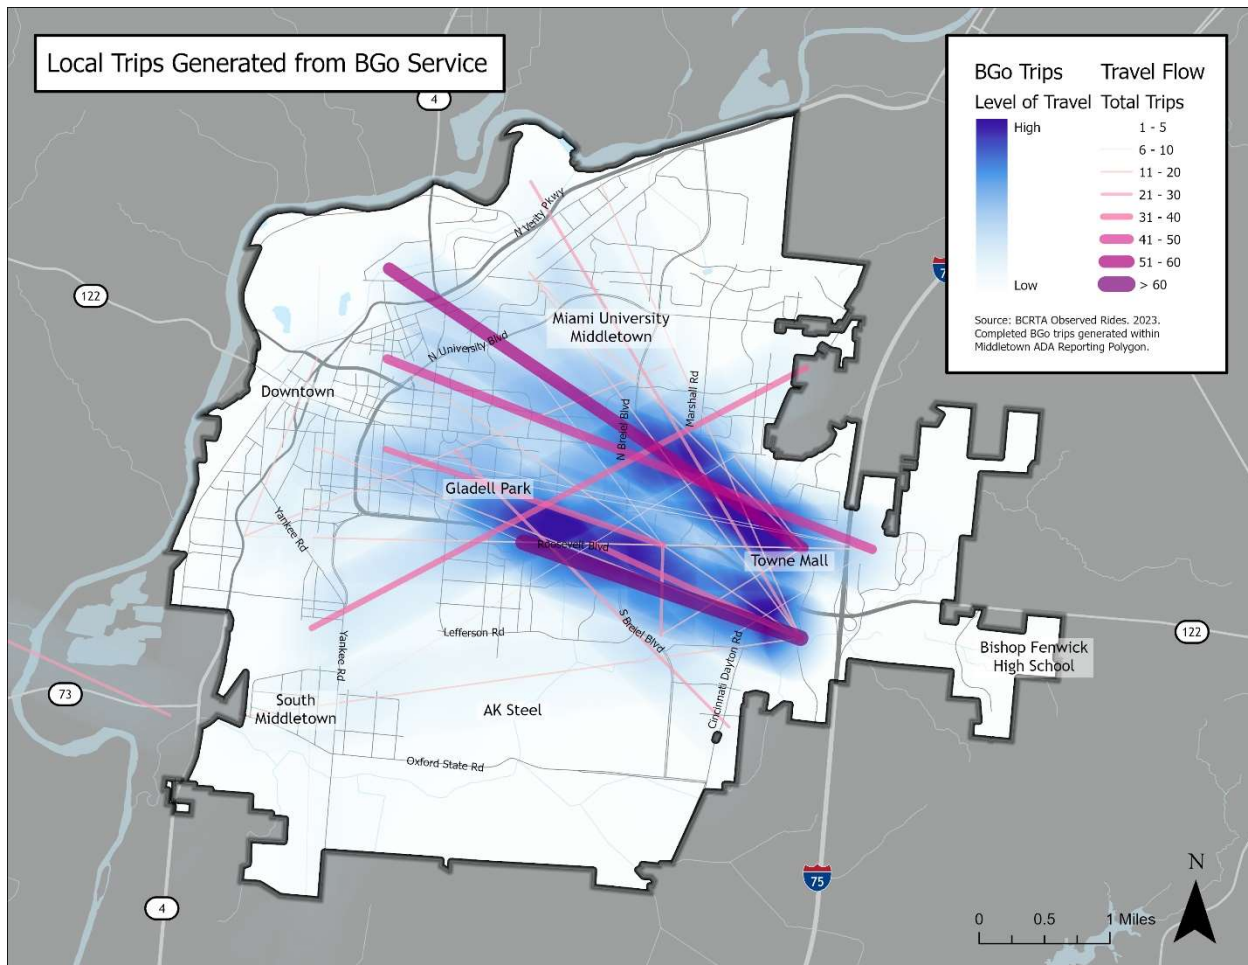 Local Trips Generated from BGo Service
BGo Trips
Level of Travel
High
Low
Travel Flow
Total Trips
1 - 5
6 - 10
11 - 20
21 - 30
31 - 40
41 - 50
51 - 60
> 60
Source: BCRTA Observed Rides. 2023.
Completed BGo trips generated within
Middletown ADA Reporting Polygon.
4
N Verity Pkwy
122
7
Miami University
Middletown
N University Blvd
Downtown
Marshall Rd
N Breiel Blvd
Gladell Park
Yankee Rd
Roosevelt Blvd
Towne Mall
Lefferson Rd
S Breiel Blvd
Yankee Rd
Cincinnati Dayton Rd
122
Bishop Fenwick
High School
73
South
Middletown
AK Steel
Oxford State Rd
75
4
N
0
0.5
1 Miles